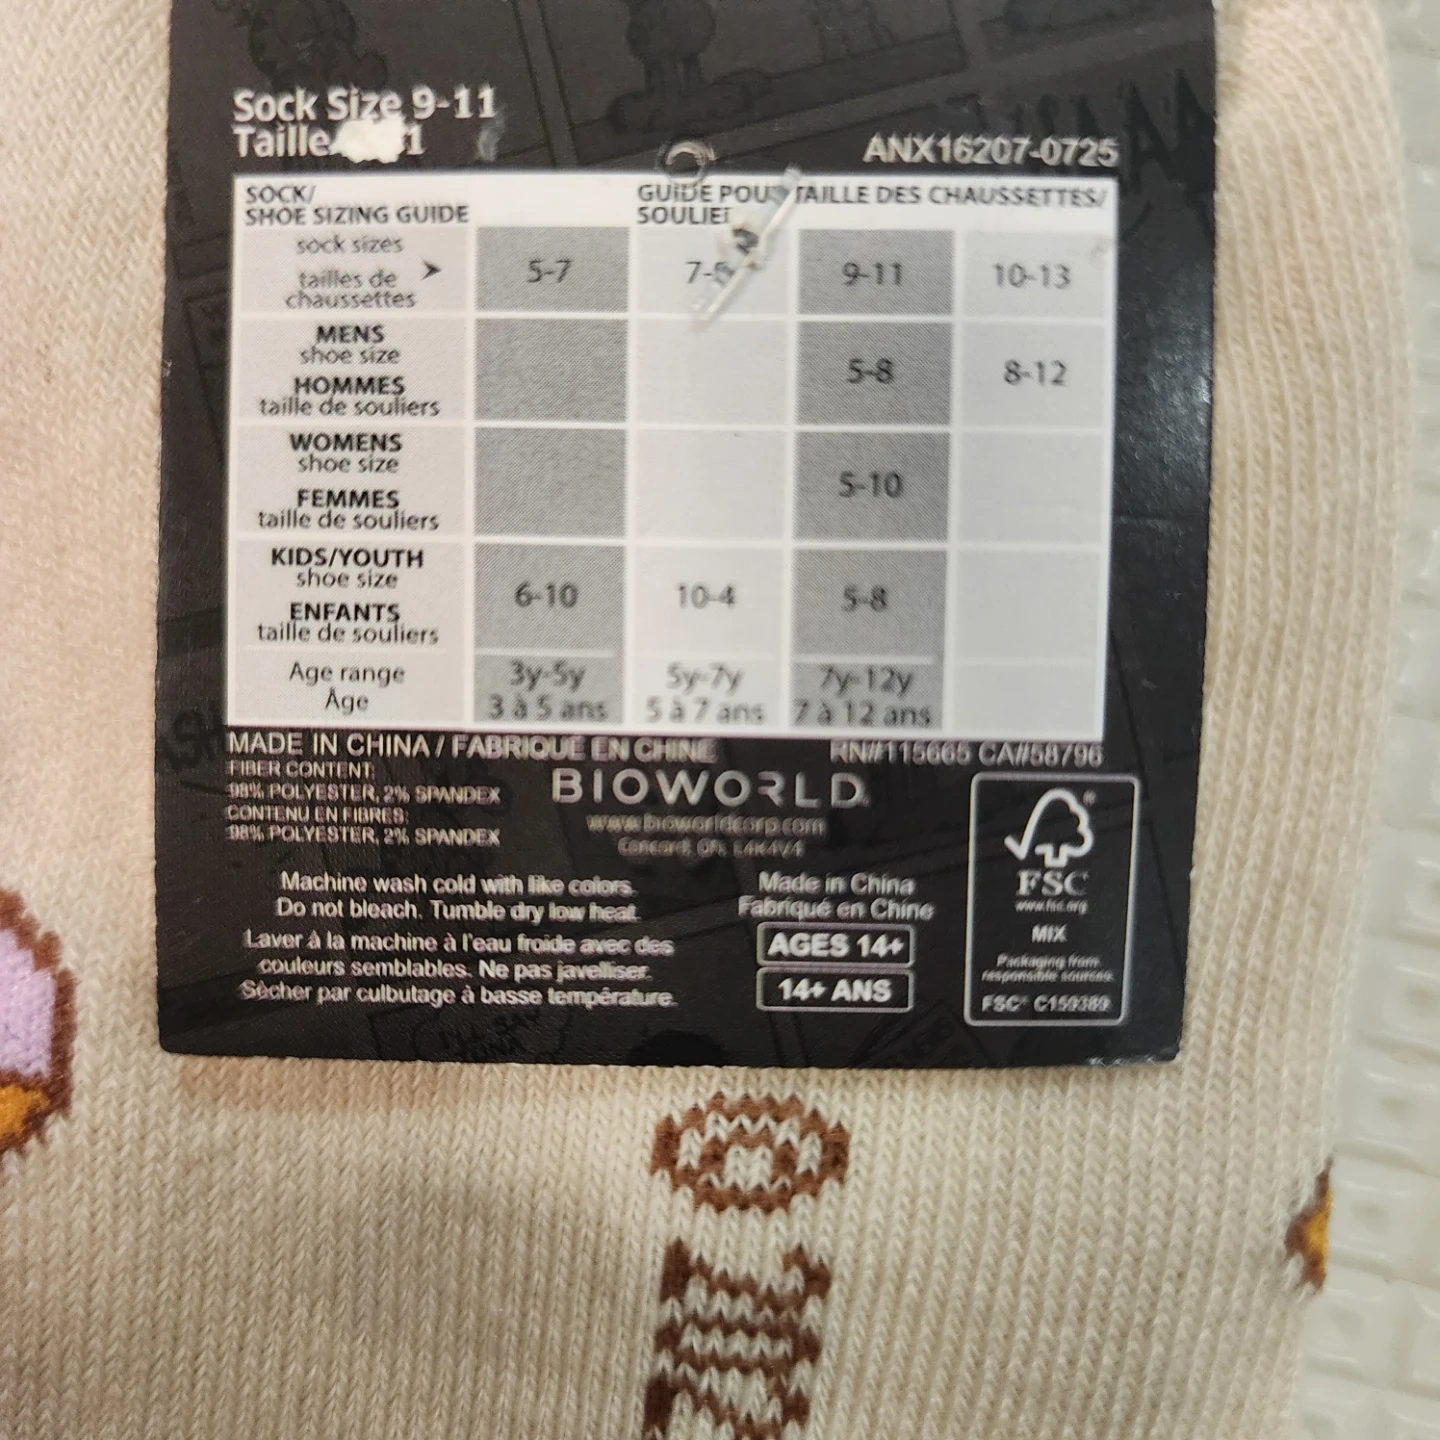 Sock Size 9-11
Taille 1
ANX16207-0725
SOCK/
SHOE SIZING GUIDE
GUIDE POUR TAILLE DES CHAUSSETTES/
SOULIER
sock sizes
tailles de
chaussettes
5-7
7-9
9-11
10-13
MENS
shoe size
HOMMES
taille de souliers
5-8
8-12
WOMENS
shoe size
FEMMES
taille de souliers
5-10
KIDS/YOUTH
shoe size
ENFANTS
taille de souliers
6-10
10-4
5-8
Age range
Âge
3y-5y
3 à 5 ans
5y-7y
5 à 7 ans
7y-12y
7 à 12 ans
MADE IN CHINA / FABRIQUE EN CHINE
RN#115665 CA#58796
FIBER CONTENT:
98% POLYESTER, 2% SPANDEX
CONTENU EN FIBRES:
98% POLYESTER, 2% SPANDEX
BIOWORLD
www.bioworldcorp.com
Concord, ON, L4K4V4
Machine wash cold with like colors.
Do not bleach. Tumble dry low heat.
Laver à la machine à l'eau froide avec des
couleurs semblables. Ne pas javelliser.
Sècher par culbutage à basse température.
Made in China
Fabriqué en Chine
AGES 14+
14+ ANS
FSC
www.fsc.org
MIX
Packaging from
responsible sources
FSC® C159389